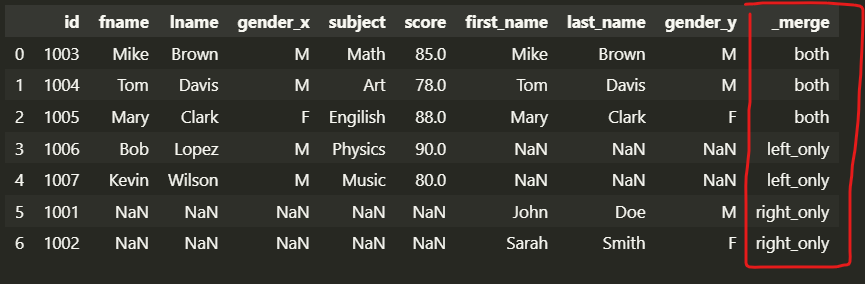 id fname lname gender_x subject score first_name last_name gender_y _merge
0 1003 Mike Brown M Math 85.0 Mike Brown M both
1 1004 Tom Davis M Art 78.0 Tom Davis M both
2 1005 Mary Clark F Engilish 88.0 Mary Clark F both
3 1006 Bob Lopez M Physics 90.0 NaN NaN NaN left_only
4 1007 Kevin Wilson M Music 80.0 NaN NaN NaN left_only
5 1001 NaN NaN NaN NaN NaN John Doe M right_only
6 1002 NaN NaN NaN NaN NaN Sarah Smith F right_only